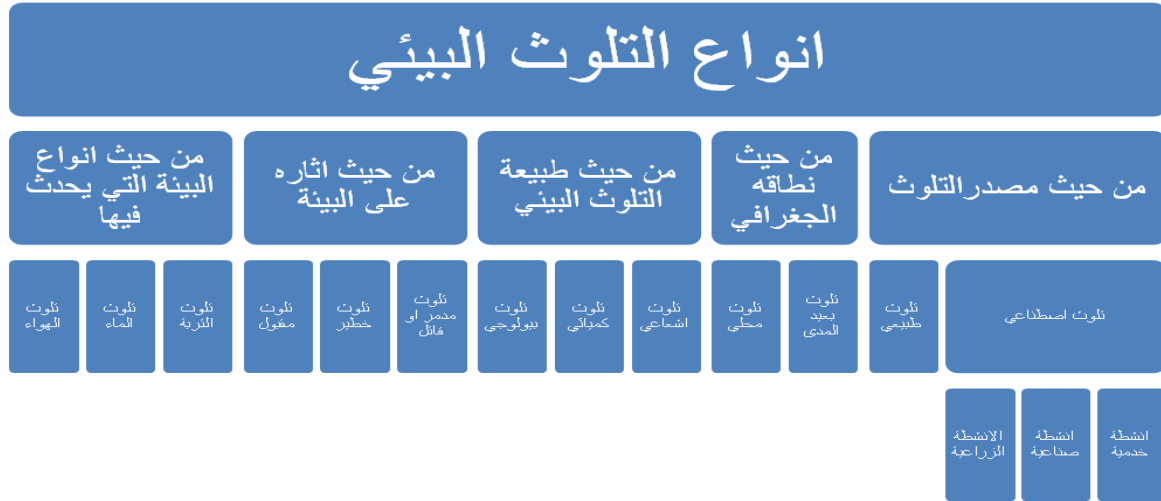 انواع التلوث البيئي
من حيث مصدرالتلوث
من حيث
نطاقه
الجغرافي
من حيث طبيعة
التلوث البيئي
من حيث اثاره
على البيئة
من حيث انواع
البيئة التي يحدث
فيها
تلوث اصطناعي
تلوث
طبيعي
تلوث
بعيد
المدى
تلوث
محلي
تلوث
اشعاعي
تلوث
كميائي
تلوث
بيولوجي
تلوث
مدمر او
قاتل
تلوث
خطير
تلوث
مقبول
تلوث
التربة
تلوث
الماء
تلوث
الهواء
انشطة
خدمية
انشطة
صناعية
الانشطة
الزراعية